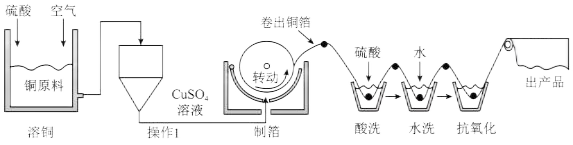 硫酸 空气
铜原料
溶铜
操作1
CuSO₄
溶液
转动
制箔
卷出铜箔
硫酸
酸洗
水
水洗
抗氧化
出产品